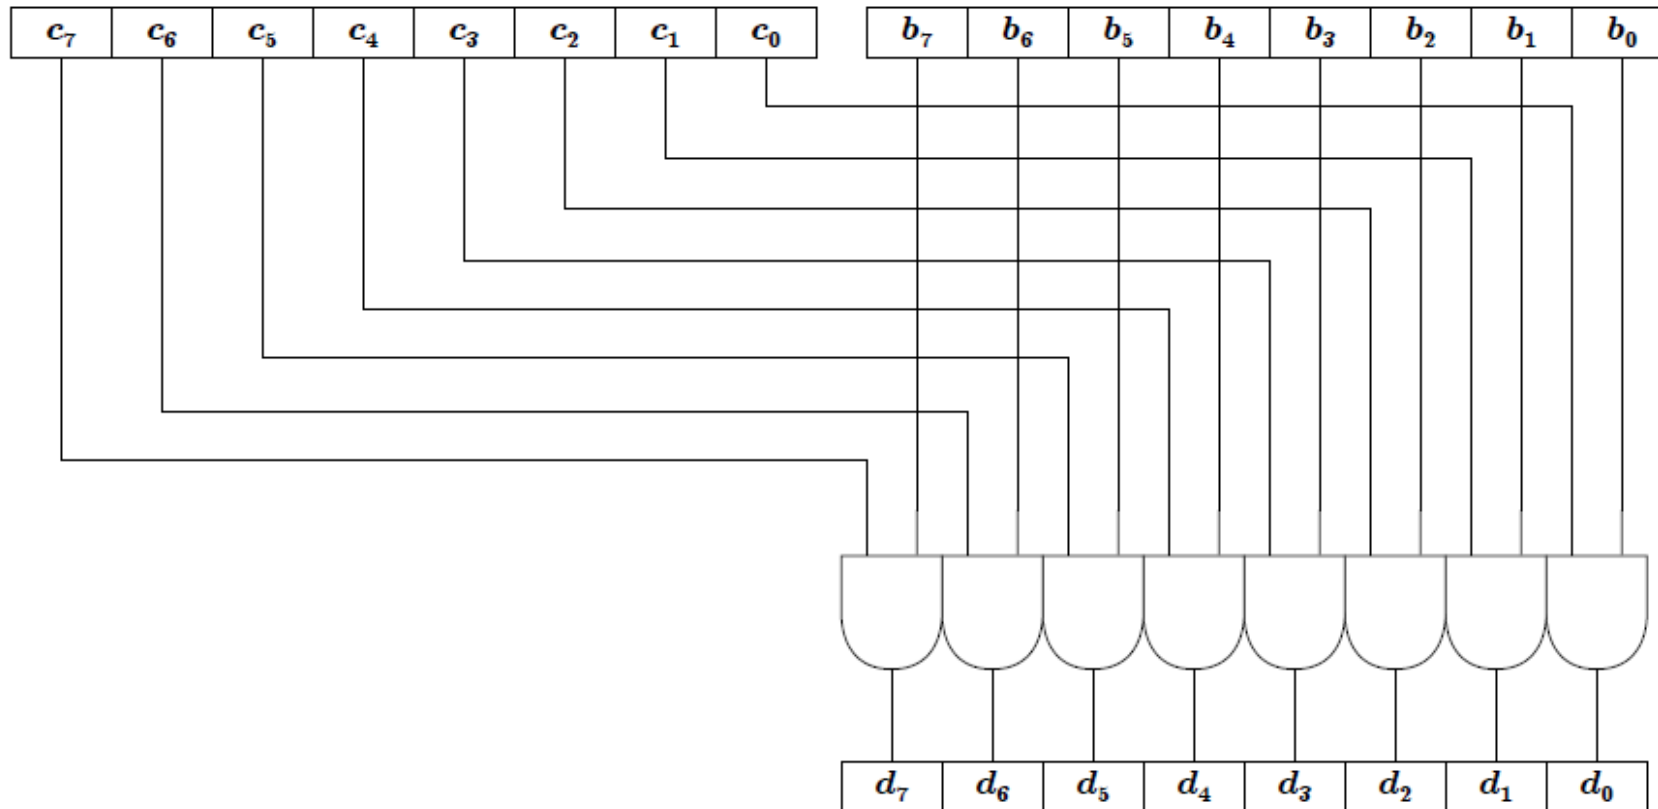 c₇ c₆ c₅ c₄ c₃ c₂ c₁ c₀ b₇ b₆ b₅ b₄ b₃ b₂ b₁ b₀
d₇ d₆ d₅ d₄ d₃ d₂ d₁ d₀